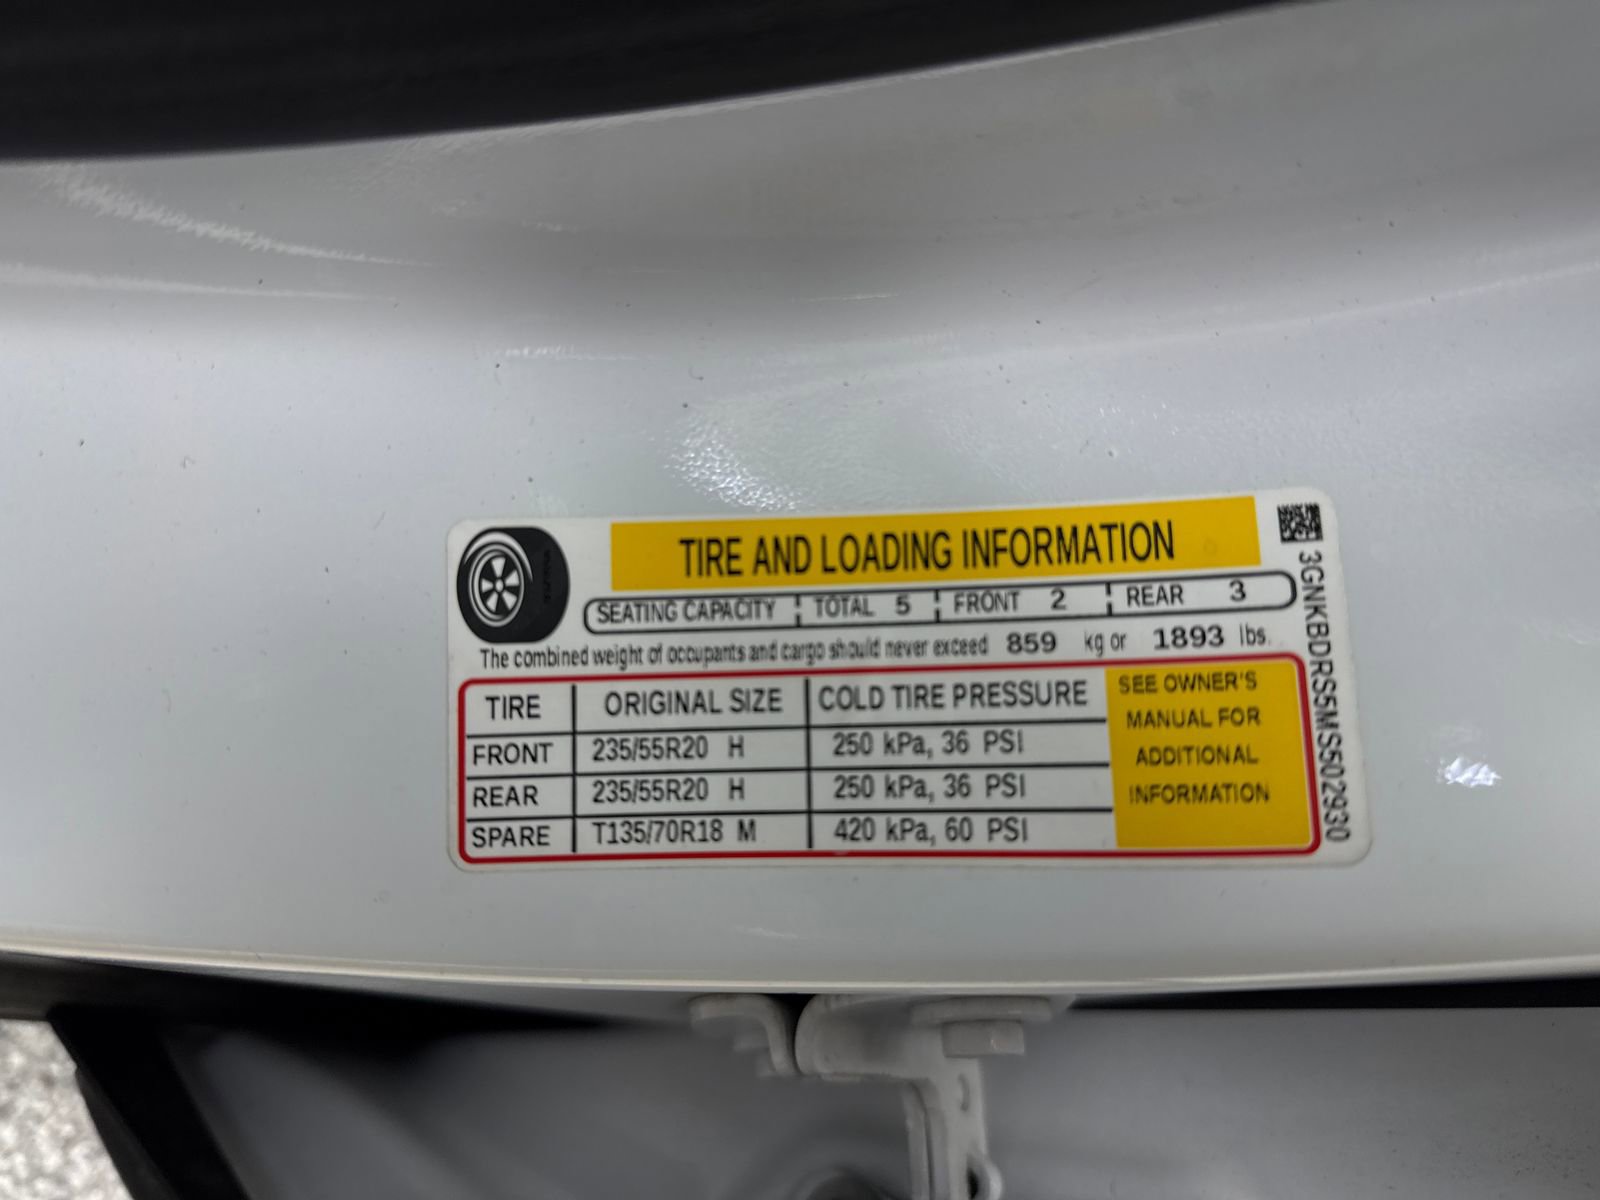 TIRE AND LOADING INFORMATION
SEATING CAPACITY TOTAL 5 FRONT 2 REAR 3
The combined weight of occupants and cargo should never exceed 859 kg or 1893 lbs.
TIRE ORIGINAL SIZE COLD TIRE PRESSURE
FRONT 235/55R20 H 250 kPa, 36 PSI
REAR 235/55R20 H 250 kPa, 36 PSI
SPARE T135/70R18 M 420 kPa, 60 PSI
SEE OWNER'S
MANUAL FOR
ADDITIONAL
INFORMATION
3GNKBDRS5MS502930